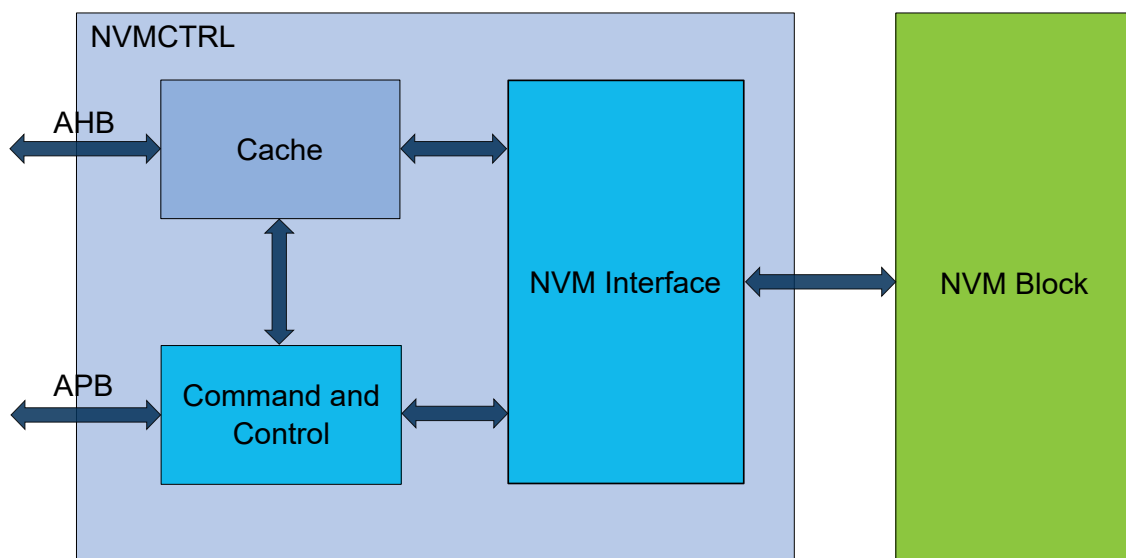 NVMCTRL
AHB
Cache
NVM Interface
NVM Block
APB
Command and
Control